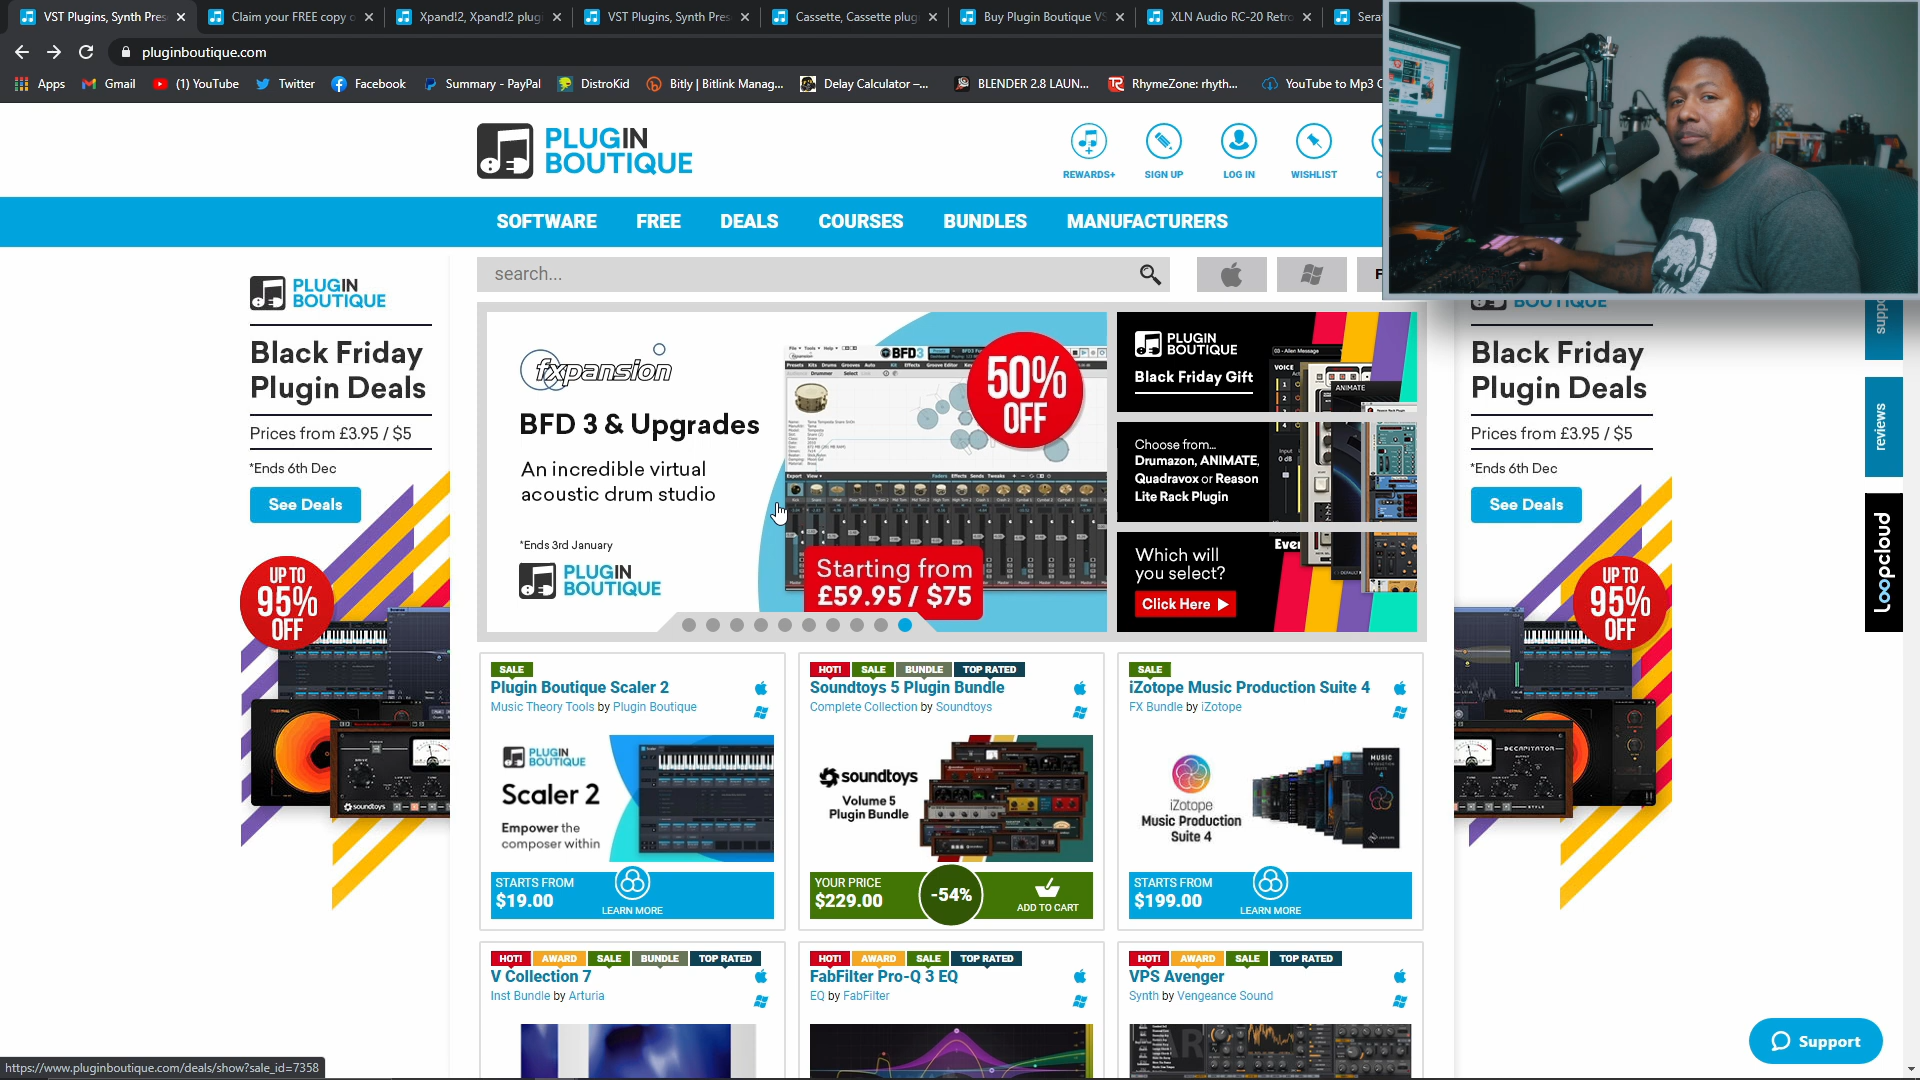 VST Plugins, Synth Pres
Claim your FREE copy o
Xpand!2, Xpand!2 plug
VST Plugins, Synth Pres
Cassette, Cassette plug
Buy Plugin Boutique VS
XLN Audio RC-20 Retro
Serat
pluginboutique.com
Apps
Gmail
(1) YouTube
Twitter
Facebook
Summary - PayPal
DistroKid
Bitly | Bitlink Manag...
Delay Calculator –...
BLENDER 2.8 LAUN...
RhymeZone: rhyth...
YouTube to Mp3 C
PLUGIN
BOUTIQUE
REWARDS+
SIGN UP
LOG IN
WISHLIST
SOFTWARE
FREE
DEALS
COURSES
BUNDLES
MANUFACTURERS
search...
PLUGIN
BOUTIQUE
Black Friday
Plugin Deals
Prices from £3.95 / $5
*Ends 6th Dec
See Deals
UP TO
95%
OFF
soundtoys
fxpansion
BFD 3 & Upgrades
An incredible virtual
acoustic drum studio
*Ends 3rd January
PLUGIN
BOUTIQUE
BFD3
50%
OFF
Starting from
£59.95 / $75
PLUGIN
BOUTIQUE
Black Friday Gift
VOICE
ANIMATE
Choose from...
Drumazon, ANIMATE,
Quadravox or Reason
Lite Rack Plugin
Which will
you select?
Click Here
BOUTIQUE
Black Friday
Plugin Deals
Prices from £3.95 / $5
*Ends 6th Dec
See Deals
UP TO
95%
OFF
DECAPITATOR
reviews
Loopcloud
SALE
Plugin Boutique Scaler 2
Music Theory Tools by Plugin Boutique
PLUGIN
BOUTIQUE
Scaler 2
Empower the
composer within
STARTS FROM
$19.00
LEARN MORE
HOT! SALE BUNDLE TOP RATED
Soundtoys 5 Plugin Bundle
Complete Collection by Soundtoys
soundtoys
Volume 5
Plugin Bundle
YOUR PRICE
$229.00
-54%
ADD TO CART
SALE
iZotope Music Production Suite 4
FX Bundle by iZotope
iZotope
Music Production
Suite 4
MUSIC
PRODUCTION
SUITE
4
STARTS FROM
$199.00
LEARN MORE
HOT! AWARD SALE BUNDLE TOP RATED
V Collection 7
Inst Bundle by Arturia
HOT! AWARD SALE TOP RATED
FabFilter Pro-Q 3 EQ
EQ by FabFilter
HOT! AWARD SALE TOP RATED
VPS Avenger
Synth by Vengeance Sound
Support
https://www.pluginboutique.com/deals/show?sale_id=7358